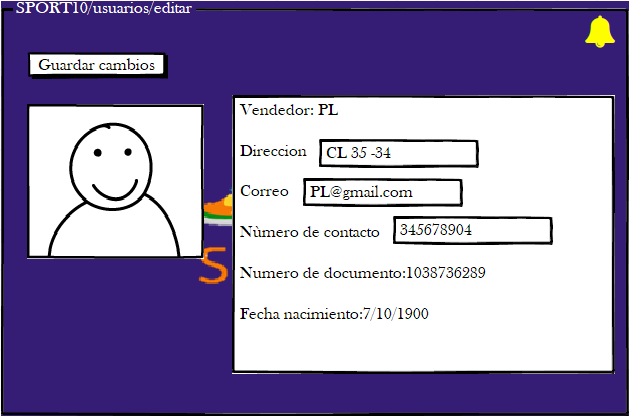 SPORT10/usuarios/editar
Guardar cambios
Vendedor: PL
Direccion CL 35 -34
Correo PL@gmail.com
Nùmero de contacto 345678904
Numero de documento:1038736289
Fecha nacimiento:7/10/1900
S